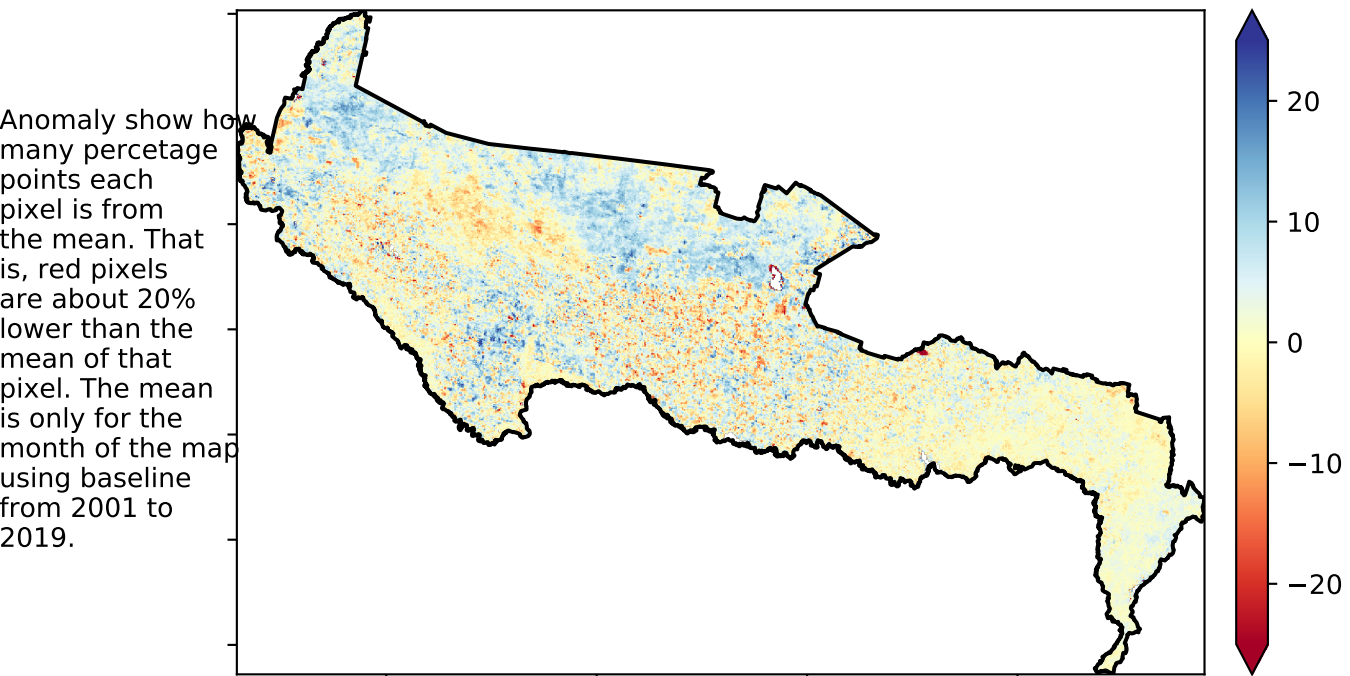 Anomaly show how
many percetage
points each
pixel is from
the mean. That
is, red pixels
are about 20%
lower than the
mean of that
pixel. The mean
is only for the
month of the map
using baseline
from 2001 to
2019.
20
10
0
−10
−20